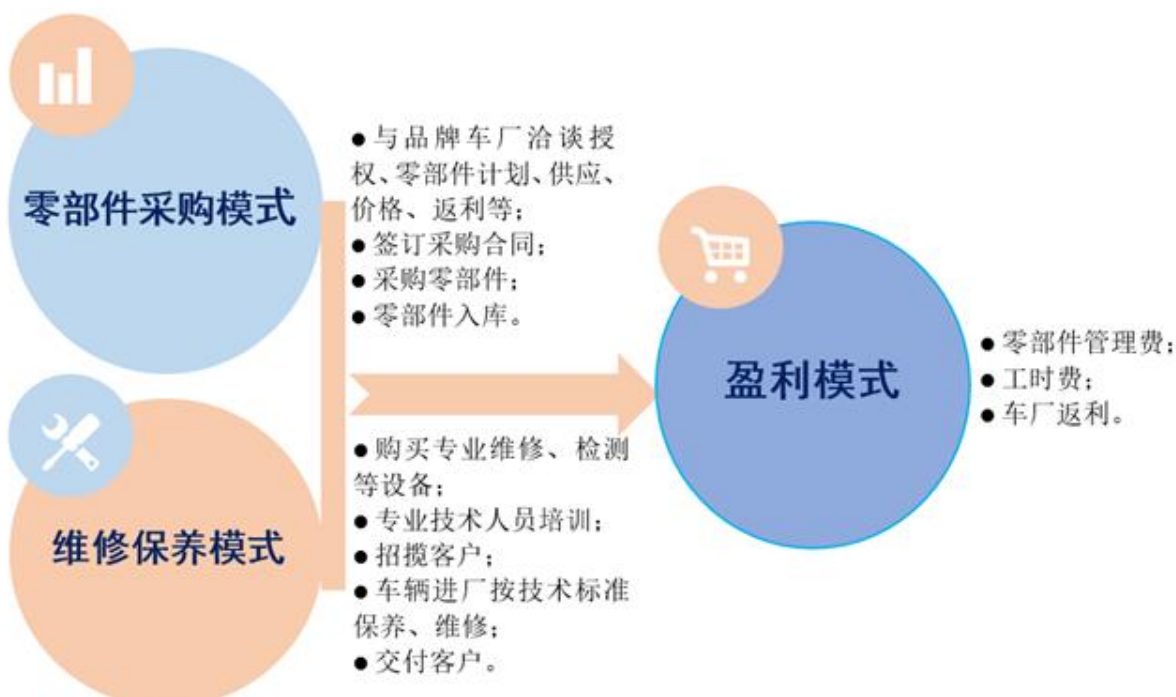 零部件采购模式
●与品牌车厂洽谈授
权、零部件计划、供应、
价格、返利等；
●签订采购合同；
●采购零部件；
●零部件入库。
维修保养模式
●购买专业维修、检测
等设备；
●专业技术人员培训；
●招揽客户；
●车辆进厂按技术标准
保养、维修；
●交付客户。
盈利模式
●零部件管理费；
●工时费；
●车厂返利。